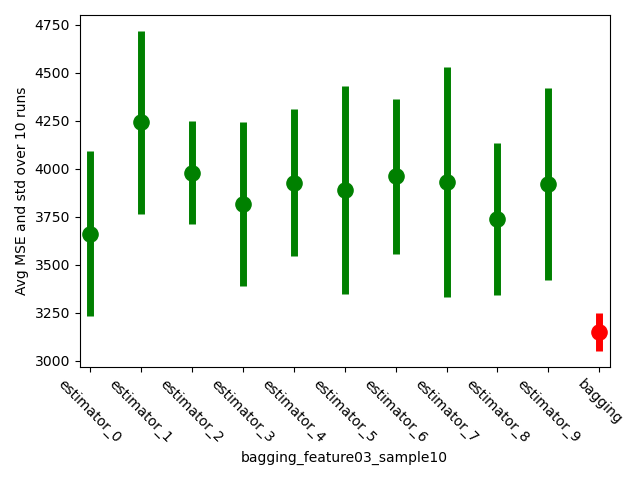 Avg MSE and std over 10 runs
4750
4500
4250
4000
3750
3500
3250
3000
estimator_0
estimator_1
estimator_2
estimator_3
estimator_4
estimator_5
estimator_6
estimator_7
estimator_8
estimator_9
bagging
bagging_feature03_sample10